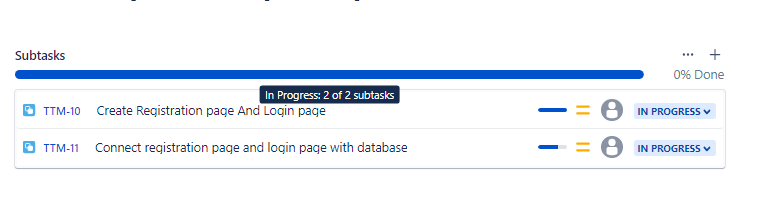 Subtasks
0% Done
In Progress: 2 of 2 subtasks
TTM-10 Create Registration page And Login page IN PROGRESS
TTM-11 Connect registration page and login page with database IN PROGRESS